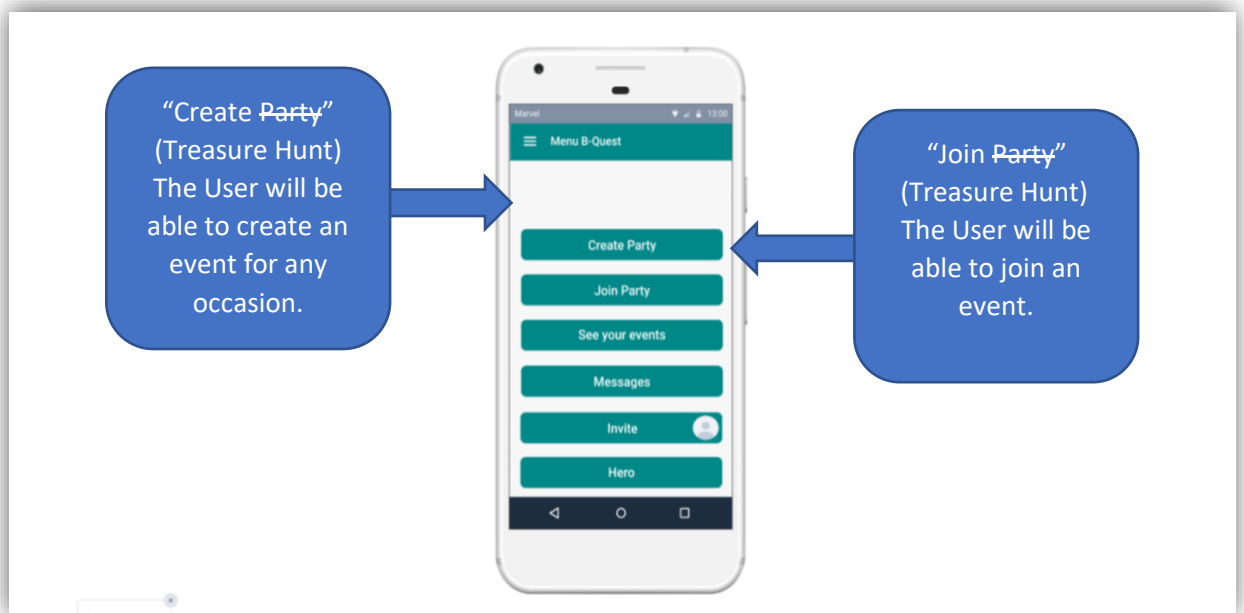 “Create Party”
(Treasure Hunt)
The User will be
able to create an
event for any
occasion.
Marvel 13:00
Menu B-Quest
Create Party
Join Party
See your events
Messages
Invite
Hero
“Join Party”
(Treasure Hunt)
The User will be
able to join an
event.